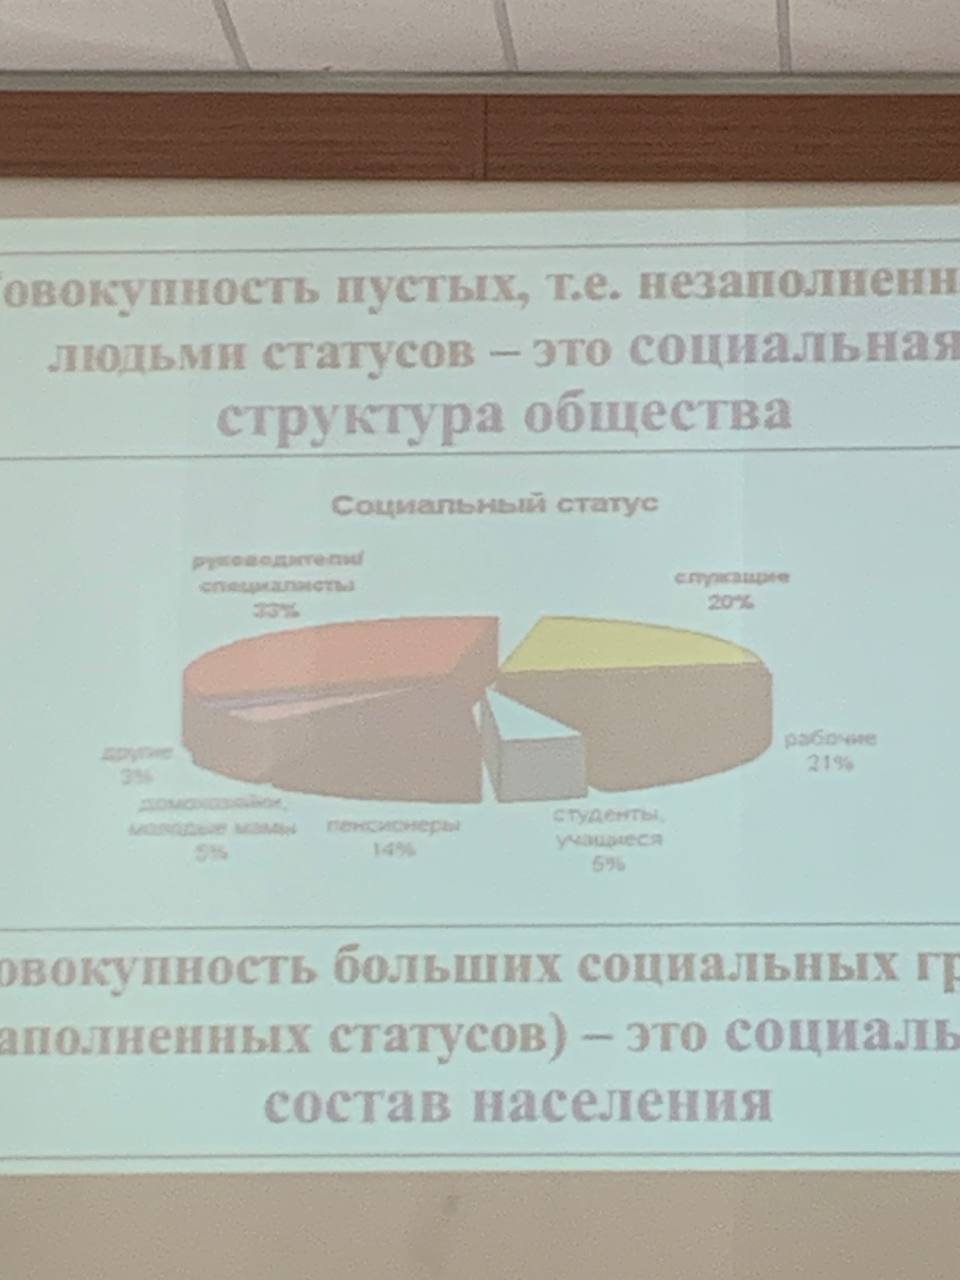 овокупность пустых, т.е. незаполненн
людьми статусов – это социальная
структура общества
Социальный статус
руководители/
специалисты
33%
служащие
20%
рабочие
21%
студенты,
учащиеся
5%
пенсионеры
14%
домохозяйки,
молодые мамы
5%
другие
3%
овокупность больших социальных гр
аполненных статусов) – это социаль
состав населения